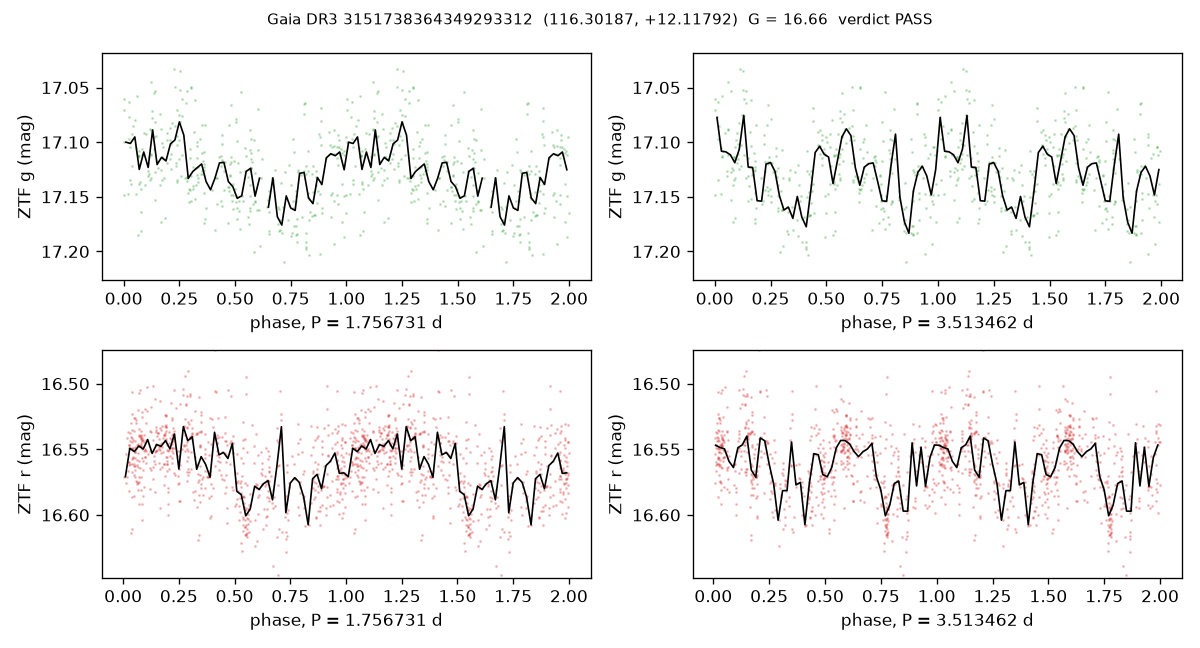 Gaia DR3 3151738364349293312  (116.30187, +12.11792)  G = 16.66  verdict PASS
ZTF g (mag)
17.05
17.10
17.15
17.20
0.00 0.25 0.50 0.75 1.00 1.25 1.50 1.75 2.00
phase, P = 1.756731 d
ZTF g (mag)
17.05
17.10
17.15
17.20
0.00 0.25 0.50 0.75 1.00 1.25 1.50 1.75 2.00
phase, P = 3.513462 d
ZTF r (mag)
16.50
16.55
16.60
0.00 0.25 0.50 0.75 1.00 1.25 1.50 1.75 2.00
phase, P = 1.756731 d
ZTF r (mag)
16.50
16.55
16.60
0.00 0.25 0.50 0.75 1.00 1.25 1.50 1.75 2.00
phase, P = 3.513462 d